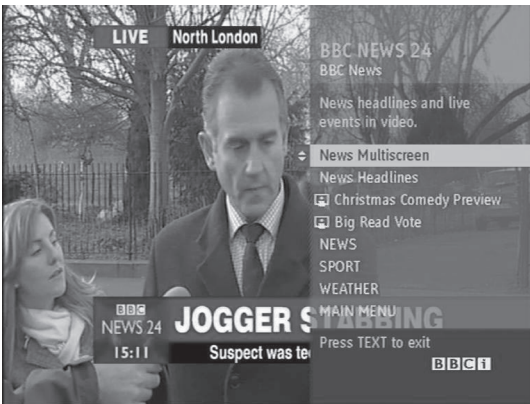 LIVE North London
BBC NEWS 24
BBC News
News headlines and live
events in video.
News Multiscreen
News Headlines
Christmas Comedy Preview
Big Read Vote
NEWS
SPORT
WEATHER
MAIN MENU
Press TEXT to exit
BBCi
BBC
NEWS 24
15:11
JOGGER STABBING
Suspect was